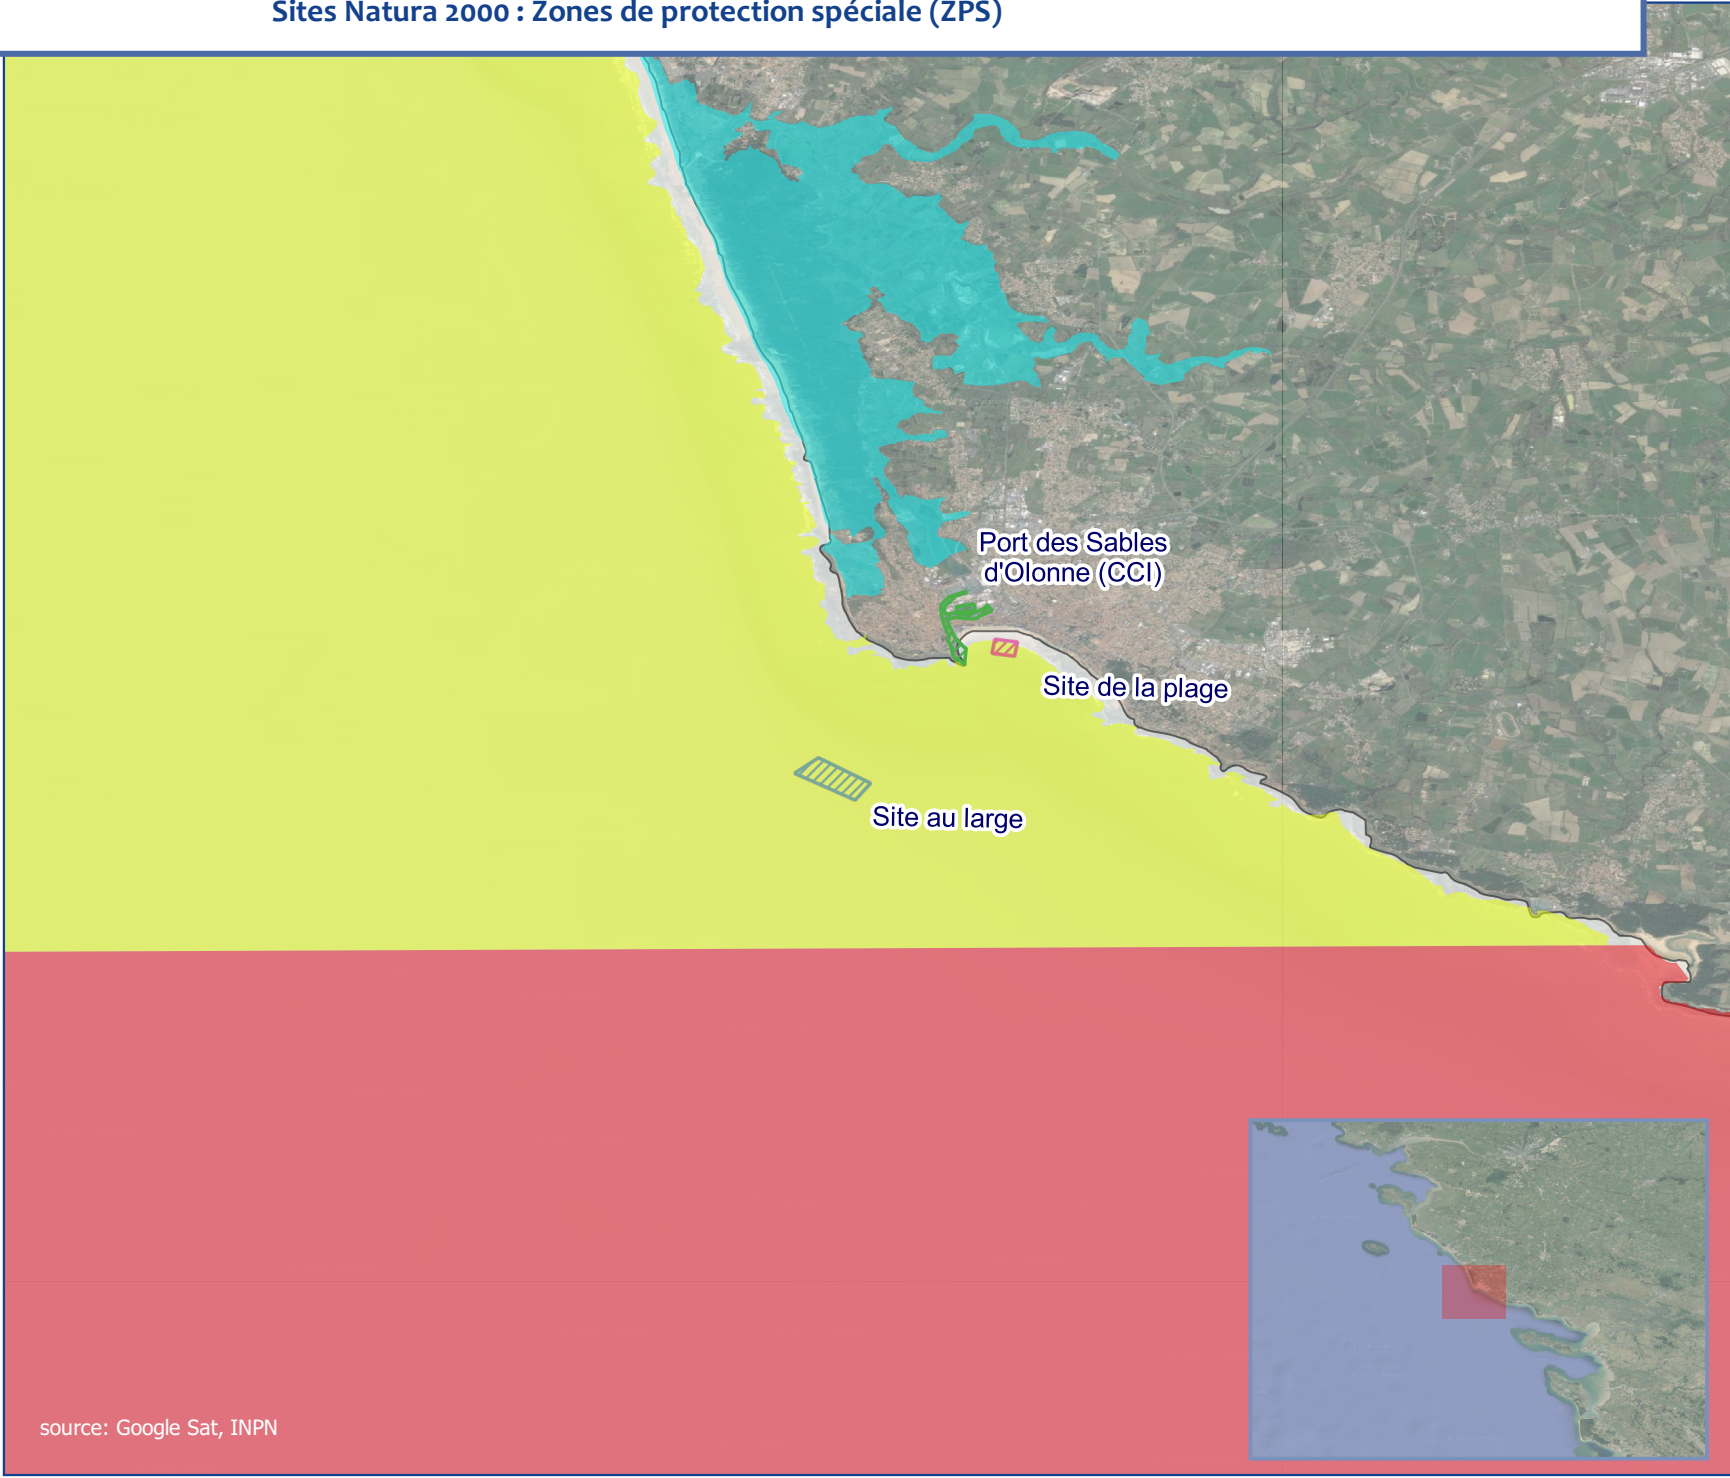 Sites Natura 2000 : Zones de protection spéciale (ZPS)
Port des Sables
d'Olonne (CCI)
Site de la plage
Site au large
source: Google Sat, INPN